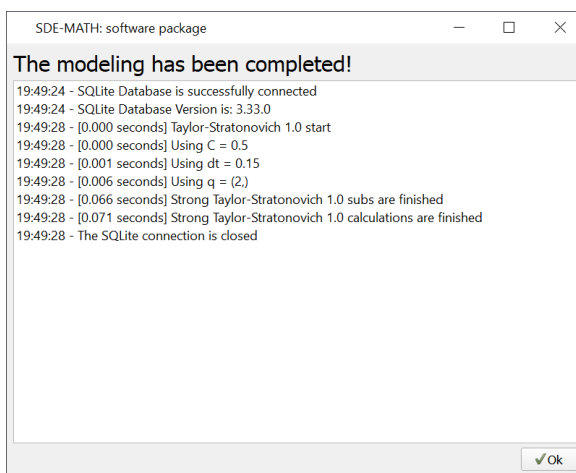 SDE-MATH: software package
The modeling has been completed!
19:49:24 - SQLite Database is successfully connected
19:49:24 - SQLite Database Version is: 3.33.0
19:49:28 - [0.000 seconds] Taylor-Stratonovich 1.0 start
19:49:28 - [0.000 seconds] Using C = 0.5
19:49:28 - [0.001 seconds] Using dt = 0.15
19:49:28 - [0.006 seconds] Using q = (2,)
19:49:28 - [0.066 seconds] Strong Taylor-Stratonovich 1.0 subs are finished
19:49:28 - [0.071 seconds] Strong Taylor-Stratonovich 1.0 calculations are finished
19:49:28 - The SQLite connection is closed
Ok